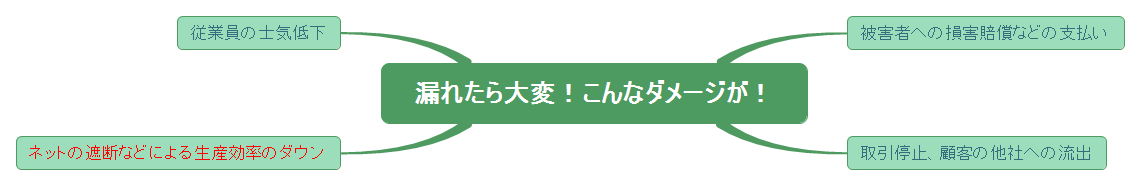 従業員の士気低下
被害者への損害賠償などの支払い
漏れたら大変！こんなダメージが！
ネットの遮断などによる生産効率のダウン
取引停止、顧客の他社への流出